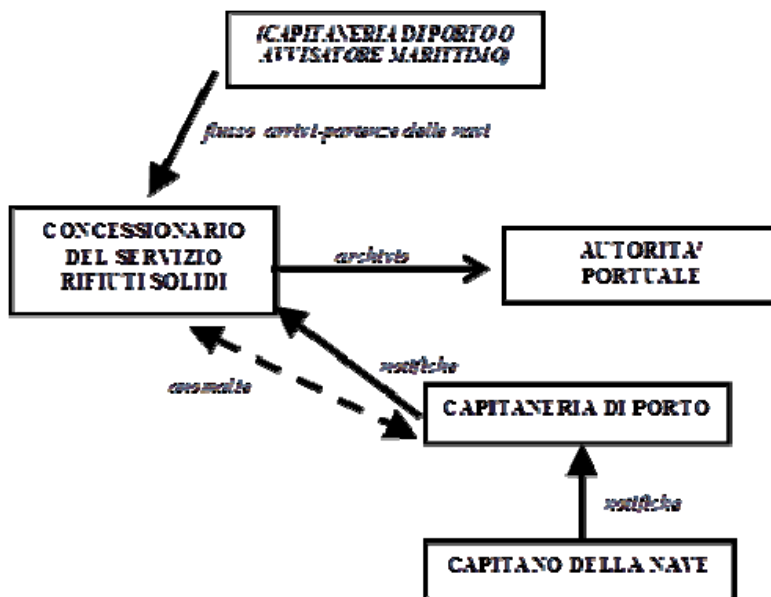 (CAPITANERIA DI PORTO O
AVVISATORE MARITTIMO)
flusso arrivi-partenze delle navi
CONCESSIONARIO
DEL SERVIZIO
RIFIUTI SOLIDI
archivio
AUTORITA'
PORTUALE
notifiche
anomalie
CAPITANERIA DI PORTO
notifiche
CAPITANO DELLA NAVE